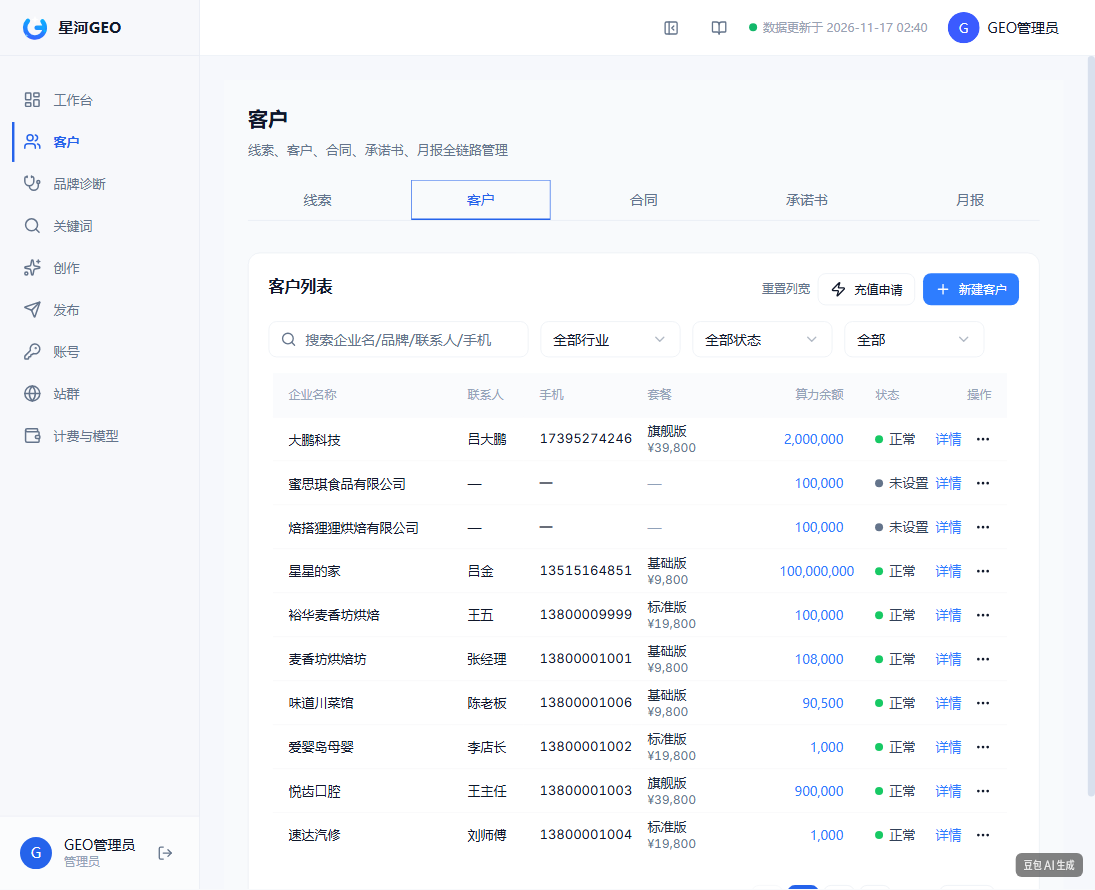 星河GEO
数据更新于 2026-11-17 02:40
G
GEO管理员
工作台
客户
品牌诊断
关键词
创作
发布
账号
站群
计费与模型
G
GEO管理员
管理员
客户
线索、客户、合同、承诺书、月报全链路管理
线索 客户 合同 承诺书 月报
客户列表
重置列宽 充值申请 新建客户
搜索企业名/品牌/联系人/手机 全部行业 全部状态 全部
企业名称 联系人 手机 套餐 算力余额 状态 操作
大鹏科技 吕大鹏 17395274246 旗舰版 2,000,000 正常 详情 ···
¥39,800
蜜思琪食品有限公司 — — — 100,000 未设置 详情 ···
焙搭狸狸烘焙有限公司 — — — 100,000 未设置 详情 ···
星星的家 吕金 13515164851 基础版 100,000,000 正常 详情 ···
¥9,800
裕华麦香坊烘焙 王五 13800009999 标准版 100,000 正常 详情 ···
¥19,800
麦香坊烘焙坊 张经理 13800001001 基础版 108,000 正常 详情 ···
¥9,800
味道川菜馆 陈老板 13800001006 基础版 90,500 正常 详情 ···
¥9,800
爱婴岛母婴 李店长 13800001002 标准版 1,000 正常 详情 ···
¥19,800
悦齿口腔 王主任 13800001003 旗舰版 900,000 正常 详情 ···
¥39,800
速达汽修 刘师傅 13800001004 标准版 1,000 正常 详情 ···
¥19,800
豆包 AI 生成